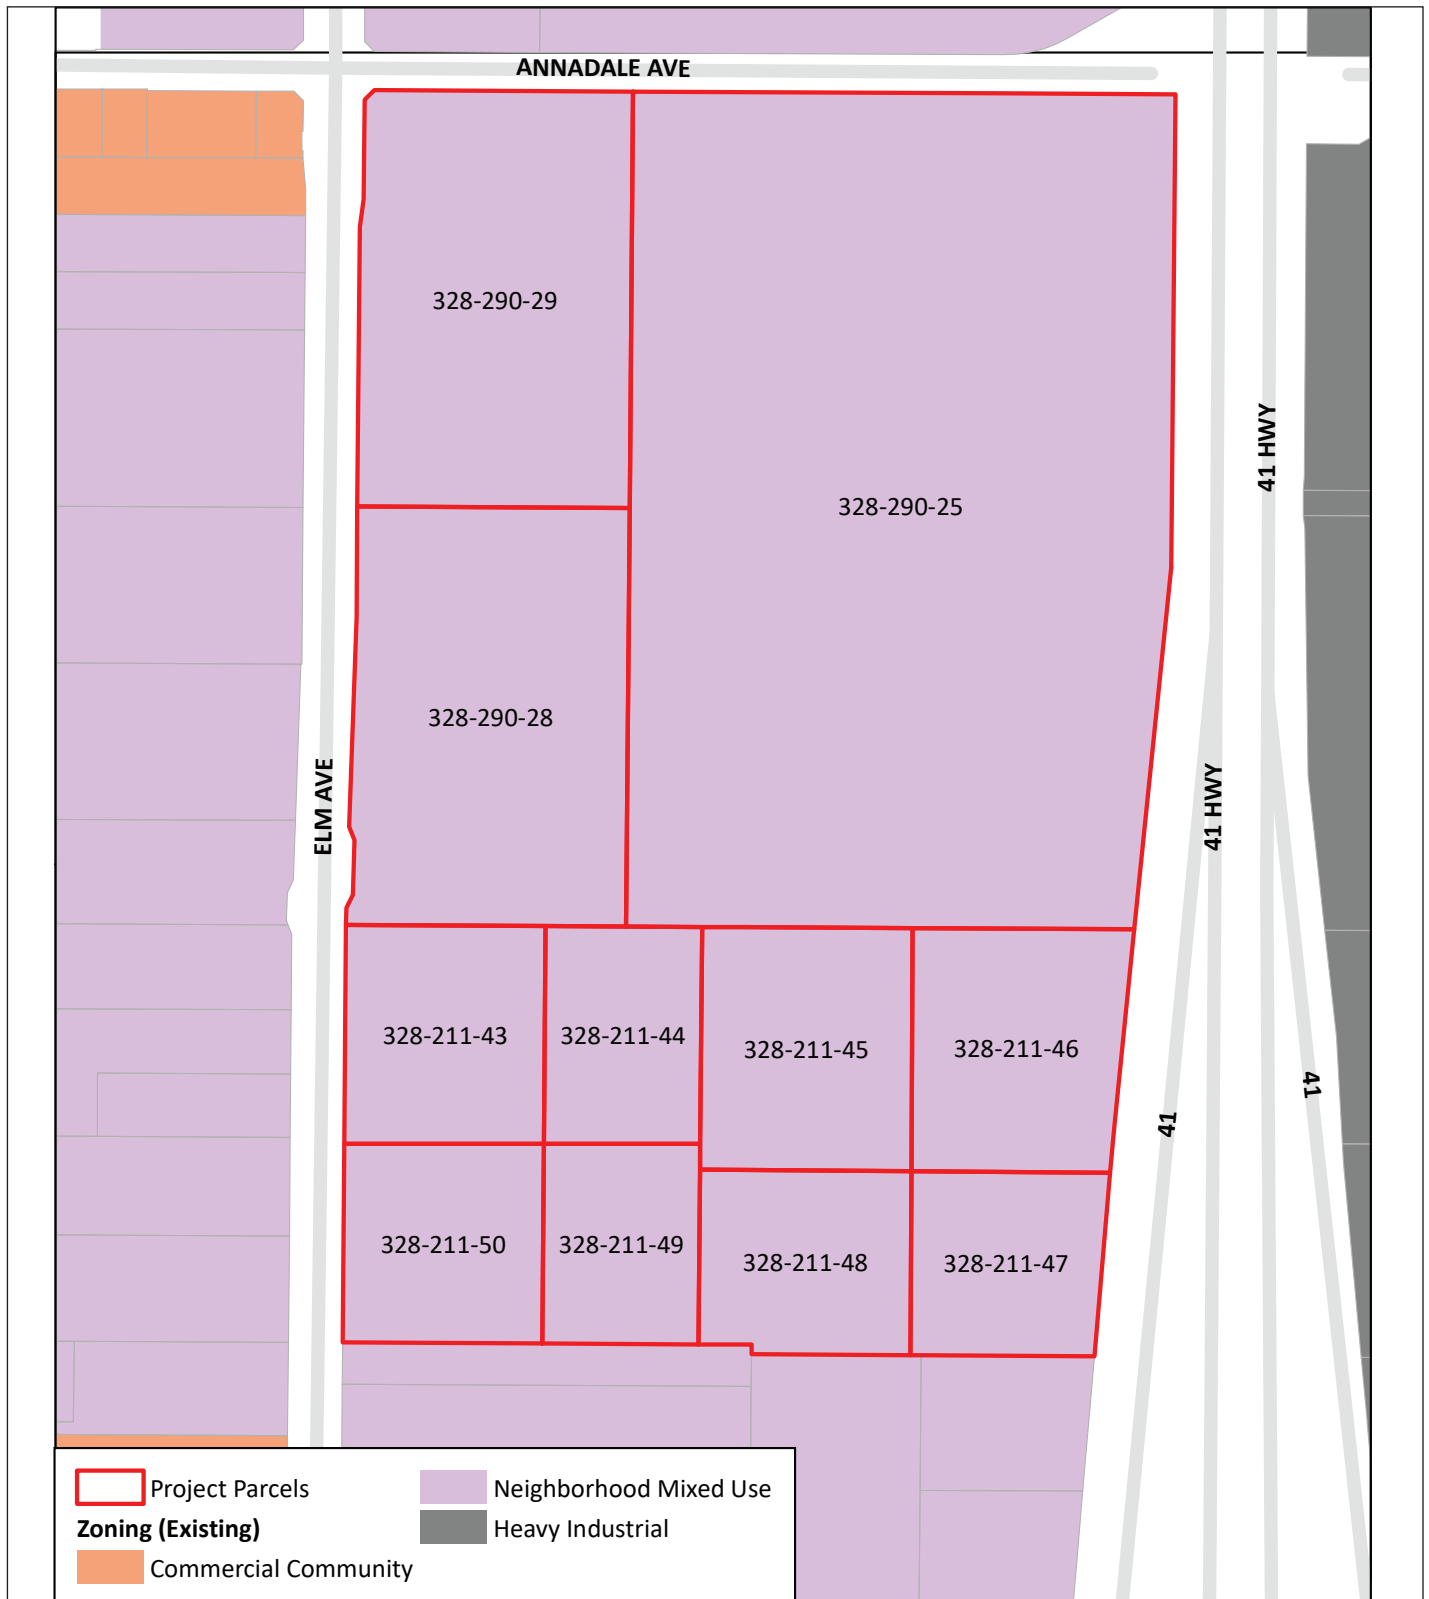 ANNADALE AVE
328-290-29
41 HWY
328-290-25
328-290-28
ELM AVE
41 HWY
328-211-43
328-211-44
328-211-45
328-211-46
41
41
328-211-50
328-211-49
328-211-48
328-211-47
Project Parcels
Zoning (Existing)
Commercial Community
Neighborhood Mixed Use
Heavy Industrial